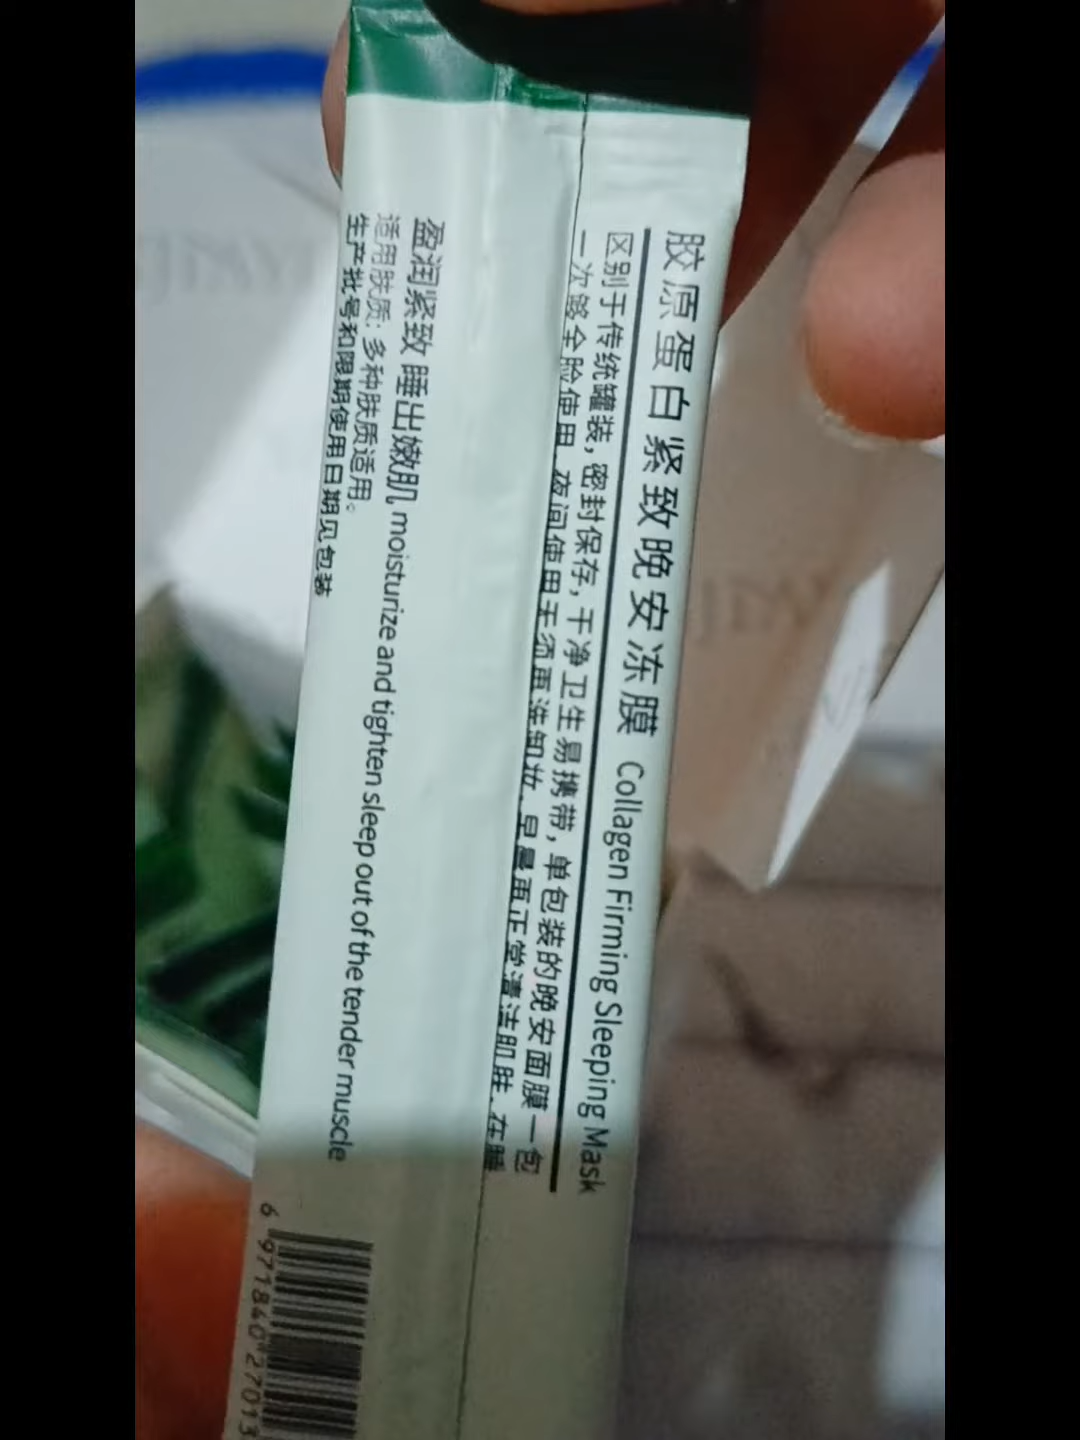 胶原蛋白紧致晚安冻膜 Collagen Firming Sleeping Mask
区别于传统罐装，密封保存，干净卫生易携带，单包装的晚安面膜一包
一次够全脸使用，夜间使用无须再洗卸妆，早晨再正常清洁肌肤，在睡
盈润紧致 睡出嫩肌 moisturize and tighten sleep out of the tender muscle
适用肤质：多种肤质适用。
生产批号和限期使用日期见包装
6 971840 27013